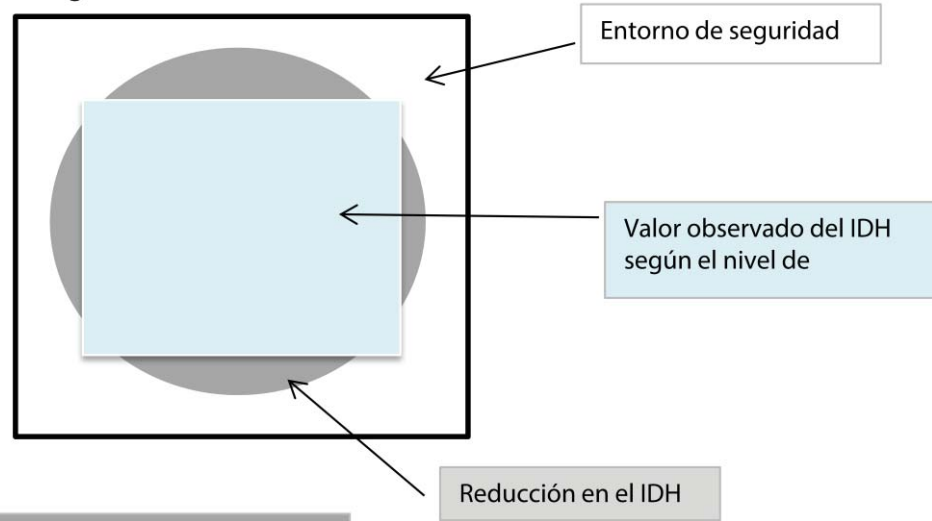 Entorno de seguridad
Valor observado del IDH
según el nivel de
Reducción en el IDH